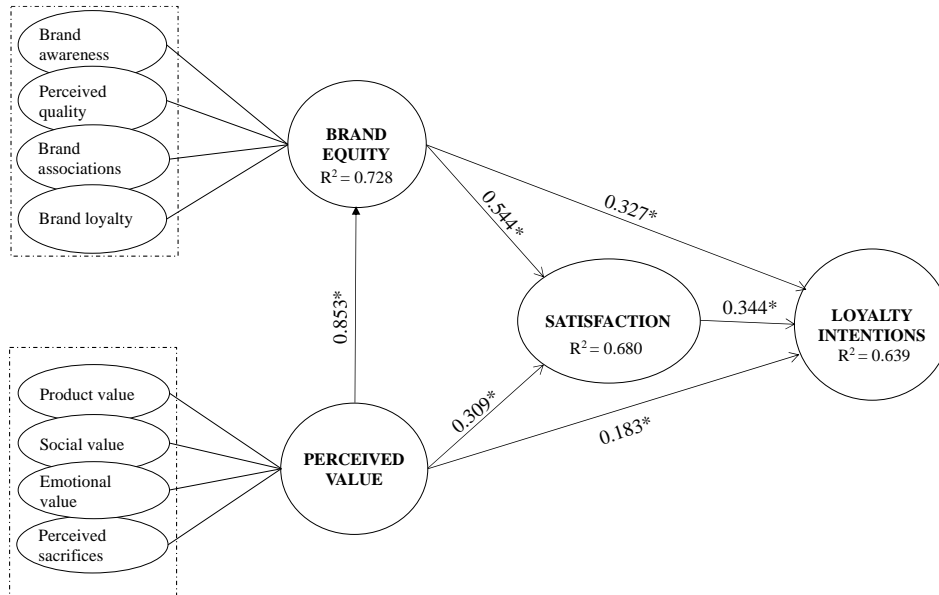 Brand
awareness
Perceived
quality
Brand
associations
Brand loyalty
BRAND
EQUITY
R² = 0.728
0.327*
0.544*
0.853*
SATISFACTION
R² = 0.680
0.344*
LOYALTY
INTENTIONS
R² = 0.639
Product value
Social value
Emotional
value
Perceived
sacrifices
PERCEIVED
VALUE
0.309*
0.183*